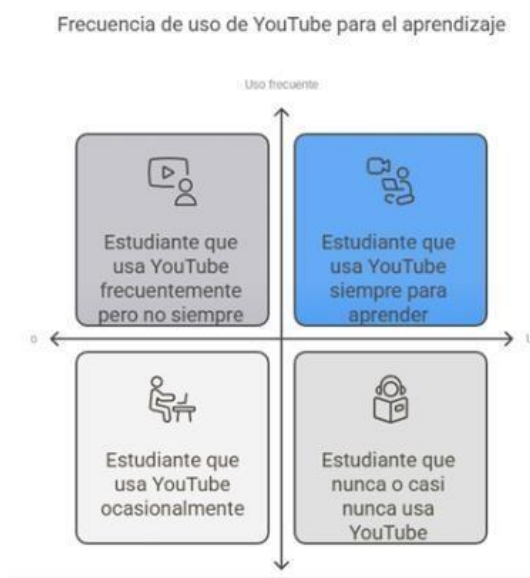 Frecuencia de uso de YouTube para el aprendizaje
Uso frecuente
Estudiante que
usa YouTube
frecuentemente
pero no siempre
Estudiante que
usa YouTube
siempre para
aprender
o
Estudiante que
usa YouTube
ocasionalmente
Estudiante que
nunca o casi
nunca usa
YouTube